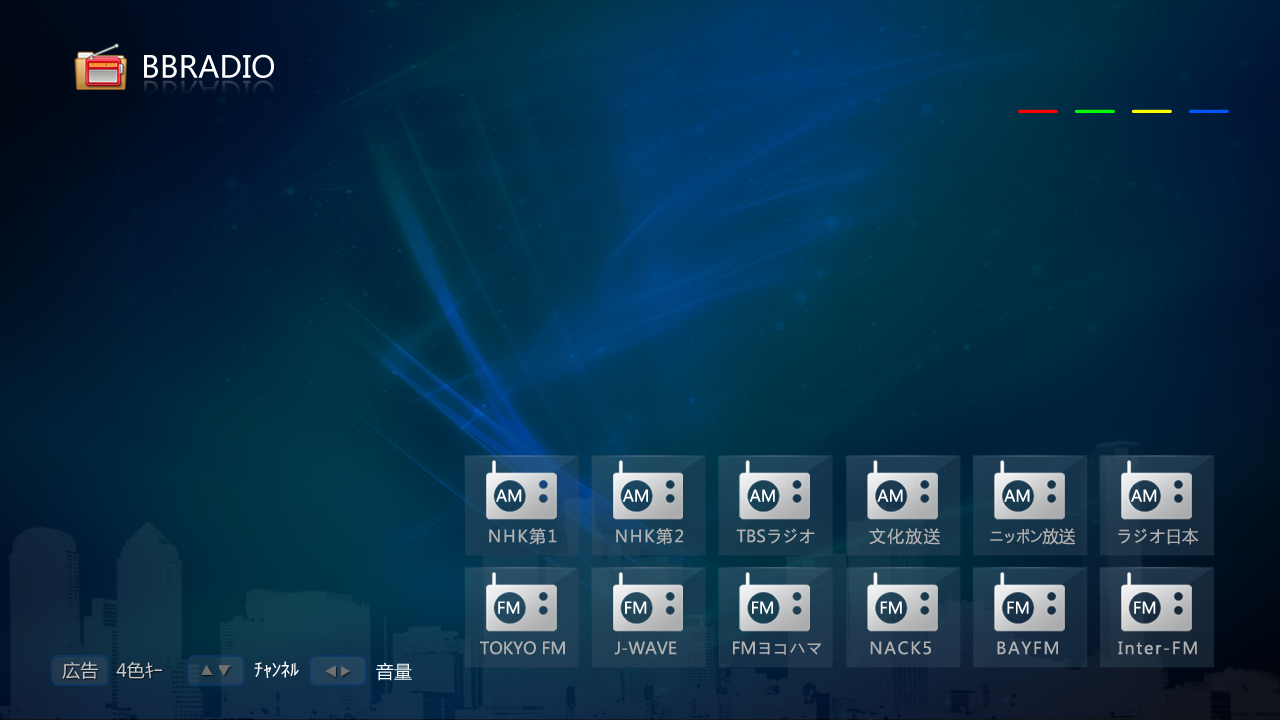 BBRADIO
AM AM AM AM AM AM
NHK第1 NHK第2 TBSラジオ 文化放送 ニッポン放送 ラジオ日本
FM FM FM FM FM FM
TOKYO FM J-WAVE FMヨコハマ NACK5 BAYFM Inter-FM
広告 4色ｷｰ ▲▼ ﾁｬﾝﾈﾙ ◀▶ 音量